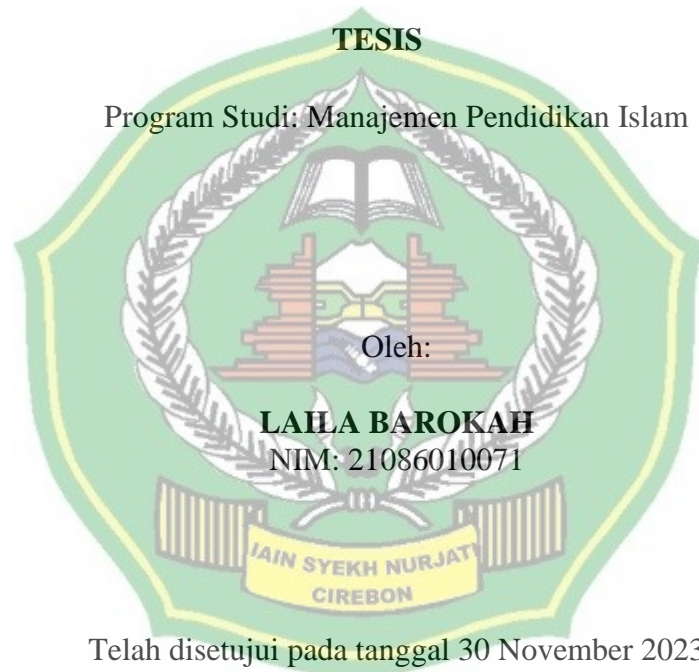 TESIS
Program Studi: Manajemen Pendidikan Islam
Oleh:
LAILA BAROKAH
NIM: 21086010071
IAIN SYEKH NURJATI
CIREBON
Telah disetujui pada tanggal 30 November 2023